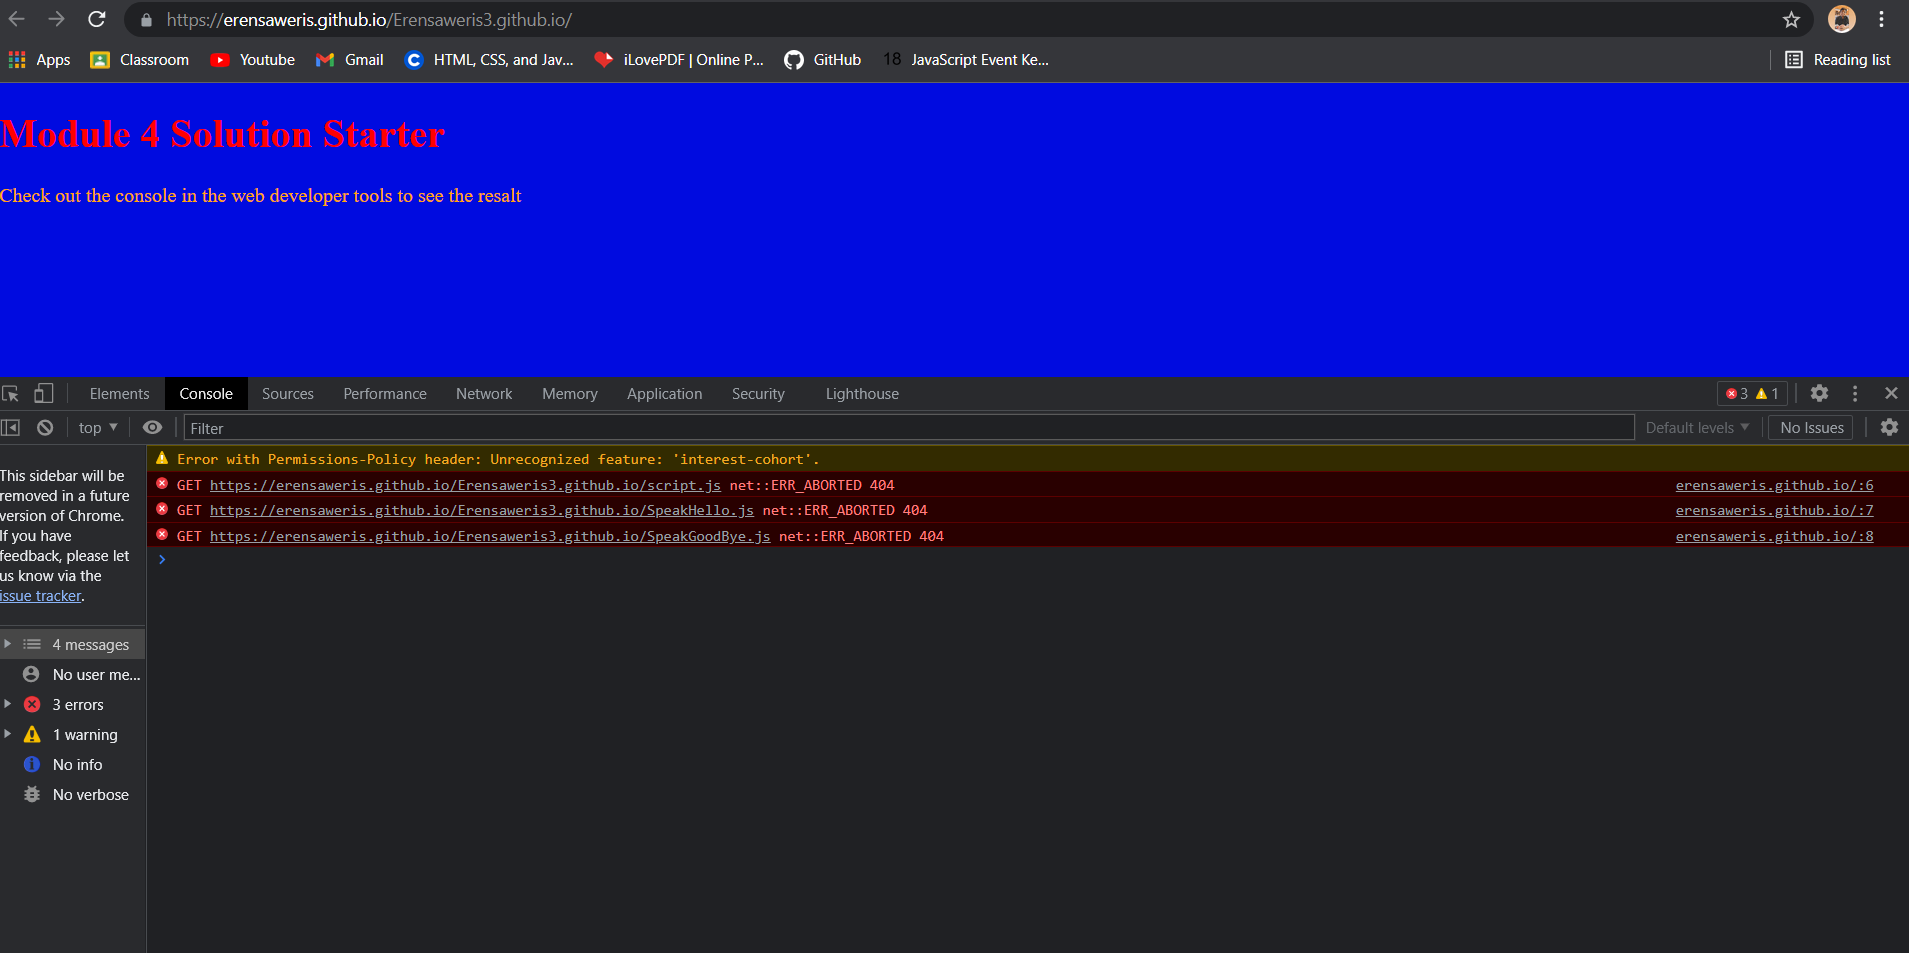 https://erensaweris.github.io/Erensaweris3.github.io/
Apps Classroom Youtube Gmail HTML, CSS, and Jav... iLovePDF | Online P... GitHub 18 JavaScript Event Ke... Reading list
Module 4 Solution Starter
Check out the console in the web developer tools to see the resalt
Elements Console Sources Performance Network Memory Application Security Lighthouse 3 1
top Filter Default levels No Issues
This sidebar will be
removed in a future
version of Chrome.
If you have
feedback, please let
us know via the
issue tracker.
4 messages
No user me...
3 errors
1 warning
No info
No verbose
Error with Permissions-Policy header: Unrecognized feature: 'interest-cohort'.
GET https://erensaweris.github.io/Erensaweris3.github.io/script.js net::ERR_ABORTED 404 erensaweris.github.io/:6
GET https://erensaweris.github.io/Erensaweris3.github.io/SpeakHello.js net::ERR_ABORTED 404 erensaweris.github.io/:7
GET https://erensaweris.github.io/Erensaweris3.github.io/SpeakGoodBye.js net::ERR_ABORTED 404 erensaweris.github.io/:8